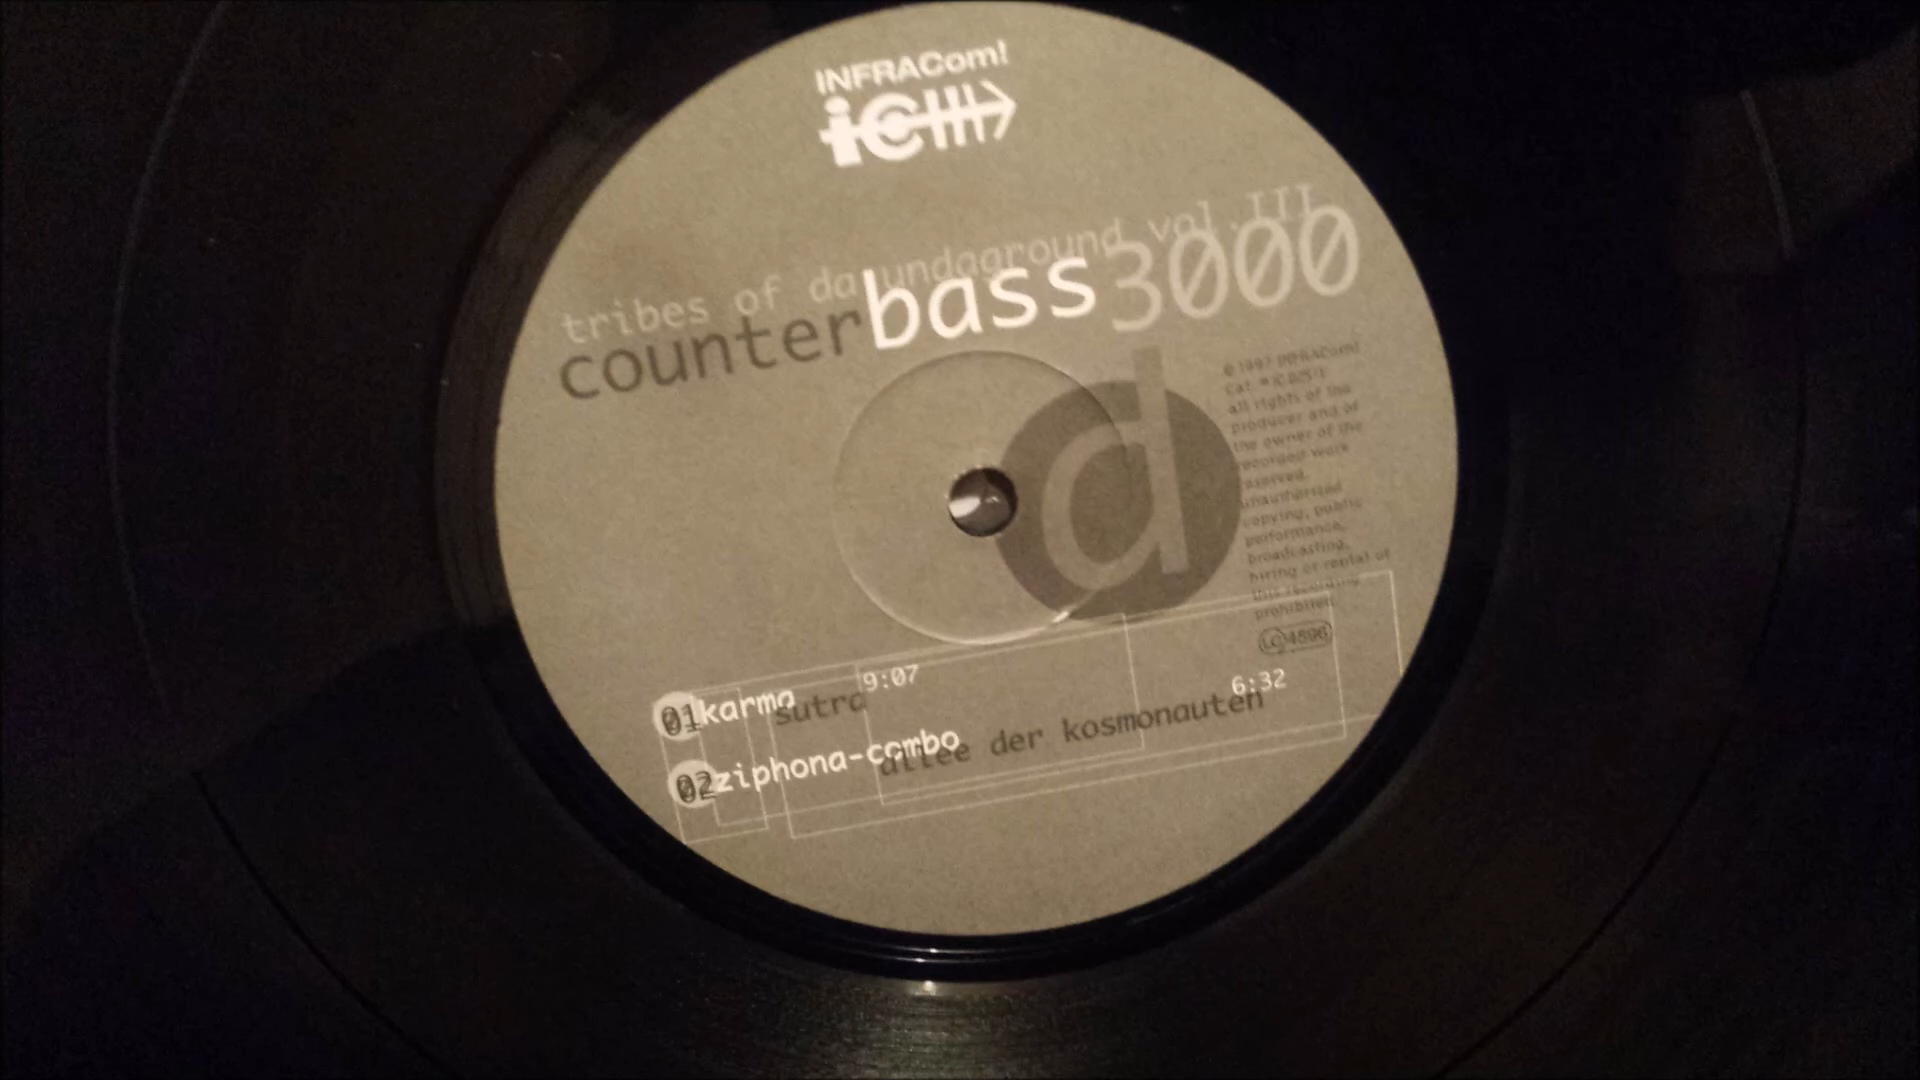 INFRACom!
ic
tribes of da undaground vol.III
counterbass3000
d
© 1997 INFRACom!
Cat.
all rights of the
producer and of
the owner of the
recorded work
reserved.
unauthorized
copying, public
performance,
broadcasting,
hiring or rental of
this recording
prohibited.
LC 4896
01 karma sutra 9:07
02 ziphona-combo allee der kosmonauten 6:32